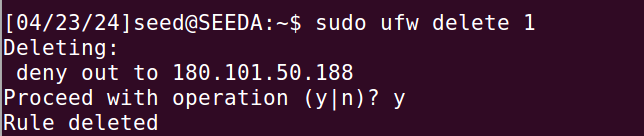 [04/23/24]seed@SEEDA:~$ sudo ufw delete 1
Deleting:
 deny out to 180.101.50.188
Proceed with operation (y|n)? y
Rule deleted